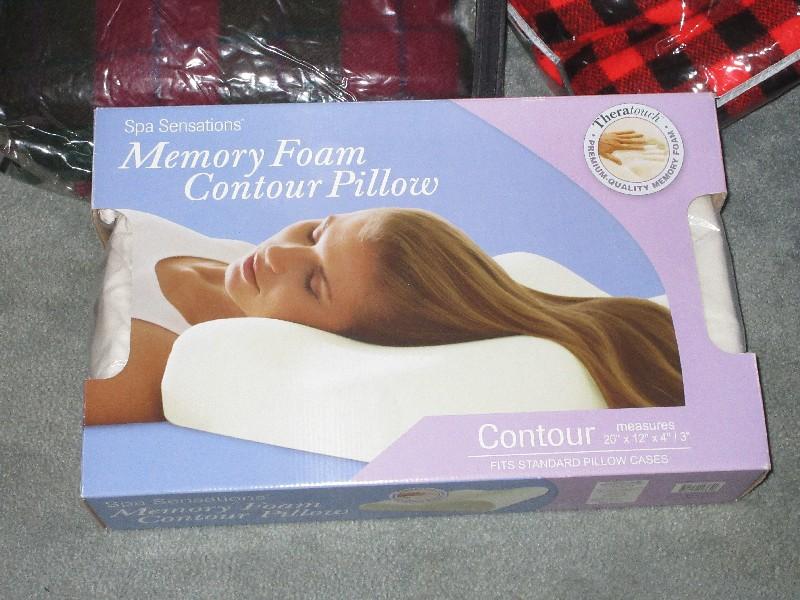 Spa Sensations
Memory Foam
Contour Pillow
Theratouch
PREMIUM-QUALITY MEMORY FOAM
Contour
measures
20" x 12" x 4" / 3"
FITS STANDARD PILLOW CASES
Spa Sensations
Memory Foam
Contour Pillow